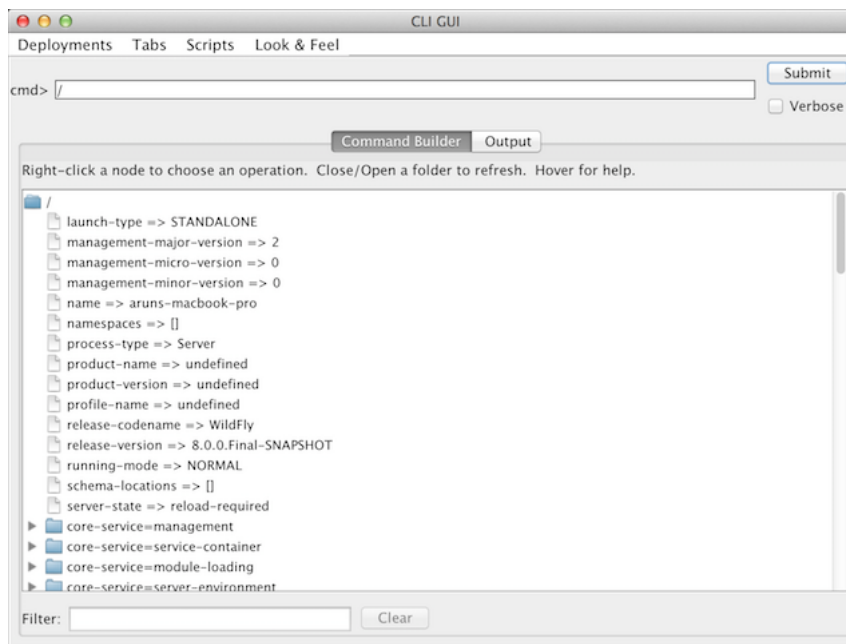 CLI GUI
Deployments Tabs Scripts Look & Feel
Submit
cmd> /
Verbose
Command Builder Output
Right-click a node to choose an operation. Close/Open a folder to refresh. Hover for help.
/
launch-type => STANDALONE
management-major-version => 2
management-micro-version => 0
management-minor-version => 0
name => aruns-macbook-pro
namespaces => []
process-type => Server
product-name => undefined
product-version => undefined
profile-name => undefined
release-codename => WildFly
release-version => 8.0.0.Final-SNAPSHOT
running-mode => NORMAL
schema-locations => []
server-state => reload-required
core-service=management
core-service=service-container
core-service=module-loading
core-service=server-environment
Filter:
Clear